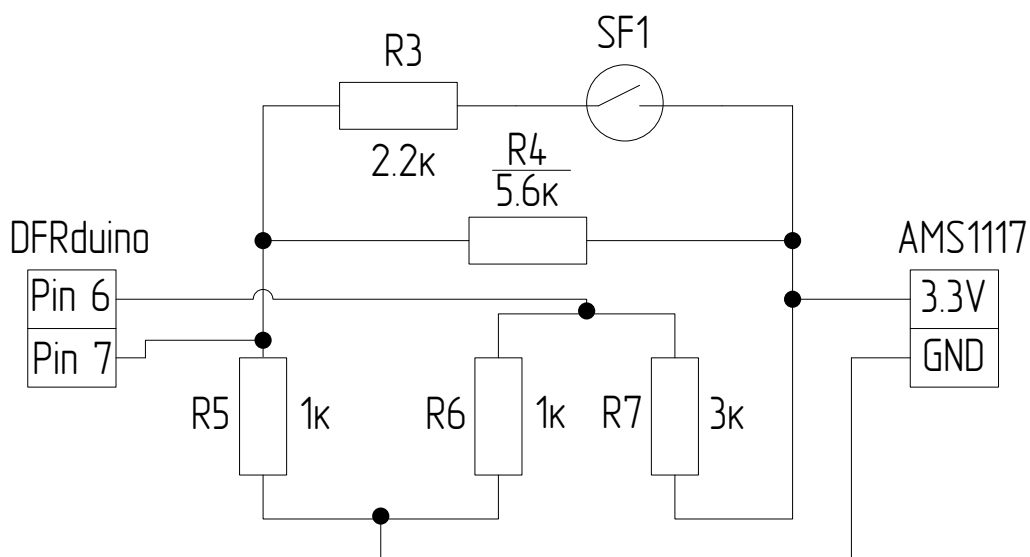 SF1
R3
2.2к
R4
5.6к
DFRduino
AMS1117
Pin 6
3.3V
Pin 7
GND
R5
1к
R6
1к
R7
3к